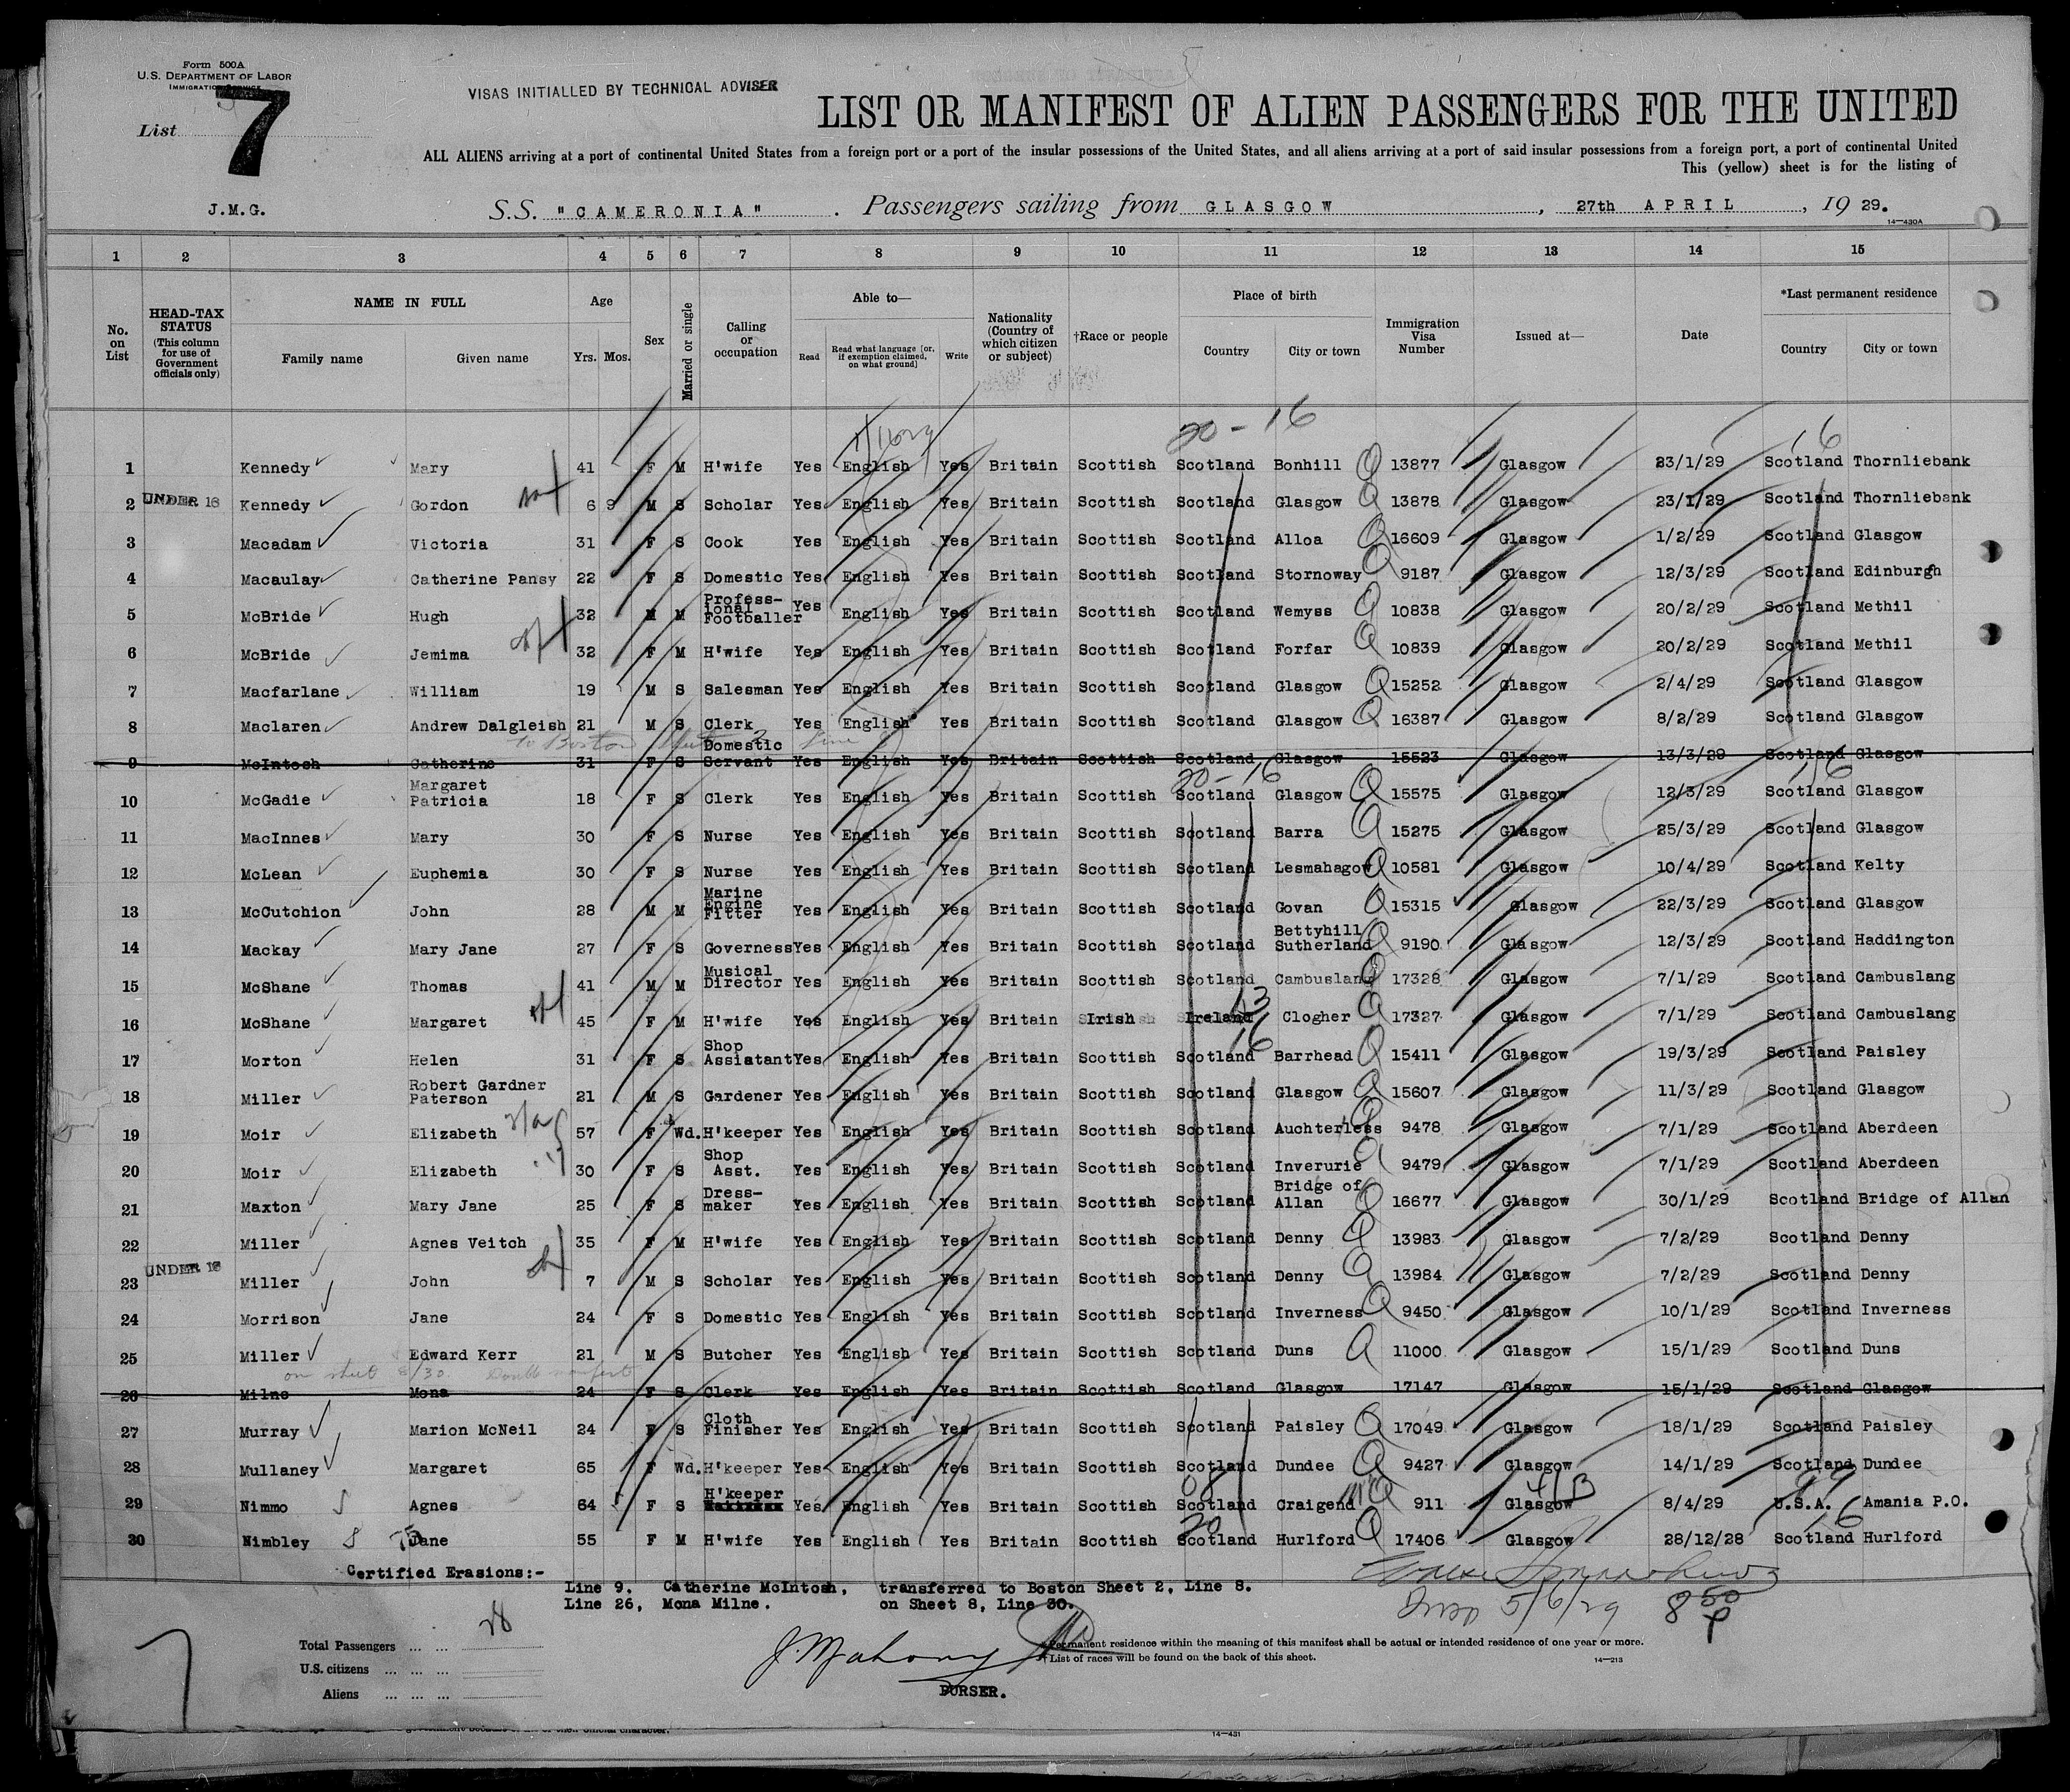 Form 500A
U.S. DEPARTMENT OF LABOR
IMMIGRATION SERVICE
List 7
VISAS INITIALLED BY TECHNICAL ADVISER
LIST OR MANIFEST OF ALIEN PASSENGERS FOR THE UNITED
ALL ALIENS arriving at a port of continental United States from a foreign port or a port of the insular possessions of the United States, and all aliens arriving at a port of said insular possessions from a foreign port, a port of continental United
This (yellow) sheet is for the listing of
J.M.G.
S.S. "CAMERONIA". Passengers sailing from GLASGOW, 27th APRIL, 19 29.
14—430A
1 2 3 4 5 6 7 8 9 10 11 12 13 14 15
No. on List HEAD-TAX STATUS (This column for use of Government officials only) NAME IN FULL Family name Given name Age Yrs. Mos. Sex Married or single Calling or occupation Able to— Read Read what language [or, if exemption claimed, on what ground] Write Nationality (Country of which citizen or subject) †Race or people Place of birth Country City or town Immigration Visa Number Issued at— Date *Last permanent residence Country City or town
20 - 16 16
1 Kennedy Mary 41 F M H'wife Yes English Yes Britain Scottish Scotland Bonhill 13877 Glasgow 23/1/29 Scotland Thornliebank
2 UNDER 16 Kennedy Gordon 6 9 M S Scholar Yes English Yes Britain Scottish Scotland Glasgow 13878 Glasgow 23/1/29 Scotland Thornliebank
3 Macadam Victoria 31 F S Cook Yes English Yes Britain Scottish Scotland Alloa 16609 Glasgow 1/2/29 Scotland Glasgow
4 Macaulay Catherine Pansy 22 F S Domestic Yes English Yes Britain Scottish Scotland Stornoway 9187 Glasgow 12/3/29 Scotland Edinburgh
5 McBride Hugh 32 M M Profess-ional Footballer Yes English Yes Britain Scottish Scotland Wemyss 10838 Glasgow 20/2/29 Scotland Methil
6 McBride Jemima 32 F M H'wife Yes English Yes Britain Scottish Scotland Forfar 10839 Glasgow 20/2/29 Scotland Methil
7 Macfarlane William 19 M S Salesman Yes English Yes Britain Scottish Scotland Glasgow 15252 Glasgow 2/4/29 Scotland Glasgow
8 Maclaren Andrew Dalgleish 21 M S Clerk Yes English Yes Britain Scottish Scotland Glasgow 16387 Glasgow 8/2/29 Scotland Glasgow
to Boston sheet 2 line 8
9 McIntosh Catherine 31 F S Domestic Servant Yes English Yes Britain Scottish Scotland Glasgow 15523 Glasgow 13/3/29 Scotland Glasgow
20 - 16 16
10 McGadie Margaret Patricia 18 F S Clerk Yes English Yes Britain Scottish Scotland Glasgow 15575 Glasgow 12/3/29 Scotland Glasgow
11 MacInnes Mary 30 F S Nurse Yes English Yes Britain Scottish Scotland Barra 15275 Glasgow 25/3/29 Scotland Glasgow
12 McLean Euphemia 30 F S Nurse Yes English Yes Britain Scottish Scotland Lesmahagow 10581 Glasgow 10/4/29 Scotland Kelty
13 McCutchion John 28 M M Marine Engine Fitter Yes English Yes Britain Scottish Scotland Govan 15315 Glasgow 22/3/29 Scotland Glasgow
14 Mackay Mary Jane 27 F S Governess Yes English Yes Britain Scottish Scotland Bettyhill Sutherland 9190 Glasgow 12/3/29 Scotland Haddington
15 McShane Thomas 41 M M Musical Director Yes English Yes Britain Scottish Scotland Cambuslang 17328 Glasgow 7/1/29 Scotland Cambuslang
16 McShane Margaret 45 F M H'wife Yes English Yes Britain Irish Ireland 13 Clogher 17327 Glasgow 7/1/29 Scotland Cambuslang
17 Morton Helen 31 F S Shop Assiatant Yes English Yes Britain Scottish Scotland 16 Barrhead 15411 Glasgow 19/3/29 Scotland Paisley
18 Miller Robert Gardner Paterson 21 M S Gardener Yes English Yes Britain Scottish Scotland Glasgow 15607 Glasgow 11/3/29 Scotland Glasgow
19 Moir Elizabeth 57 F Wd. H'keeper Yes English Yes Britain Scottish Scotland Auchterless 9478 Glasgow 7/1/29 Scotland Aberdeen
20 Moir Elizabeth 30 F S Shop Asst. Yes English Yes Britain Scottish Scotland Inverurie 9479 Glasgow 7/1/29 Scotland Aberdeen
21 Maxton Mary Jane 25 F S Dress-maker Yes English Yes Britain Scottish Scotland Bridge of Allan 16677 Glasgow 30/1/29 Scotland Bridge of Allan
22 Miller Agnes Veitch 35 F M H'wife Yes English Yes Britain Scottish Scotland Denny 13983 Glasgow 7/2/29 Scotland Denny
23 UNDER 16 Miller John 7 M S Scholar Yes English Yes Britain Scottish Scotland Denny 13984 Glasgow 7/2/29 Scotland Denny
24 Morrison Jane 24 F S Domestic Yes English Yes Britain Scottish Scotland Inverness 9450 Glasgow 10/1/29 Scotland Inverness
25 Miller Edward Kerr 21 M S Butcher Yes English Yes Britain Scottish Scotland Duns 11000 Glasgow 15/1/29 Scotland Duns
on sheet 8/30. Double manifest
26 Milne Mona 24 F S Clerk Yes English Yes Britain Scottish Scotland Glasgow 17147 Glasgow 15/1/29 Scotland Glasgow
27 Murray Marion McNeil 24 F S Cloth Finisher Yes English Yes Britain Scottish Scotland Paisley 17049 Glasgow 18/1/29 Scotland Paisley
28 Mullaney Margaret 65 F Wd. H'keeper Yes English Yes Britain Scottish Scotland Dundee 9427 Glasgow 14/1/29 Scotland Dundee
29 Nimmo Agnes 64 F S H'keeper Yes English Yes Britain Scottish 08 Scotland Craigend 911 Glasgow 4/B 8/4/29 U.S.A. 99 Amania P.O.
30 Nimbley Jane 55 F M H'wife Yes English Yes Britain Scottish 20 Scotland Hurlford 17406 Glasgow 28/12/28 Scotland 16 Hurlford
Certified Erasions:-
Line 9. Catherine McIntosh, transferred to Boston Sheet 2, Line 8.
Line 26, Mona Milne. on Sheet 8, Line 30.
5/6/29 8 50 P
Total Passengers ... ... 28
U.S. citizens ... ... ...
Aliens ... ... ...
J. Mahony
PURSER.
*Permanent residence within the meaning of this manifest shall be actual or intended residence of one year or more.
†List of races will be found on the back of this sheet.
14—213
14—431